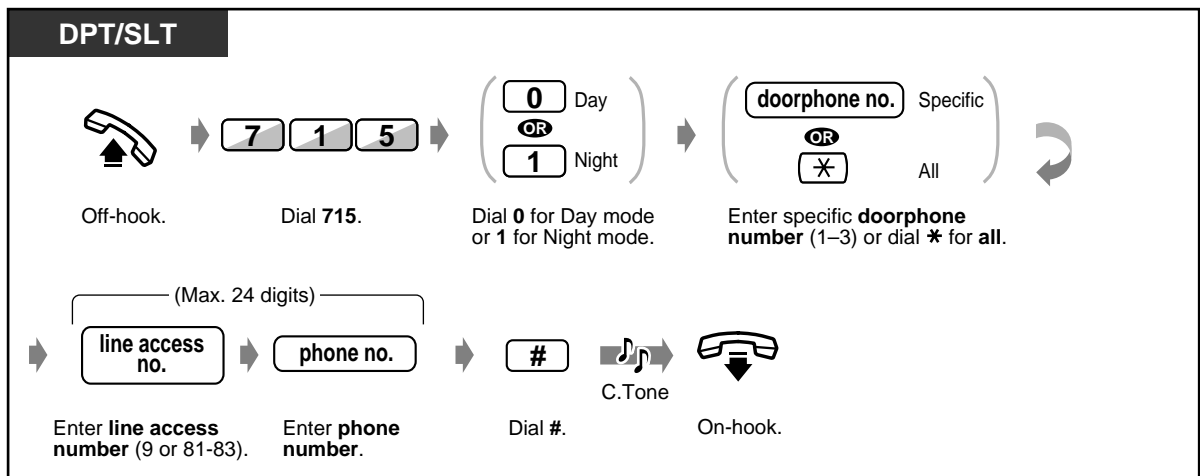 DPT/SLT
7 1 5
0 Day
OR
1 Night
doorphone no. Specific
OR
* All
Off-hook.
Dial 715.
Dial 0 for Day mode
or 1 for Night mode.
Enter specific doorphone
number (1–3) or dial * for all.
(Max. 24 digits)
line access
no.
phone no.
#
C.Tone
Enter line access
number (9 or 81-83).
Enter phone
number.
Dial #.
On-hook.